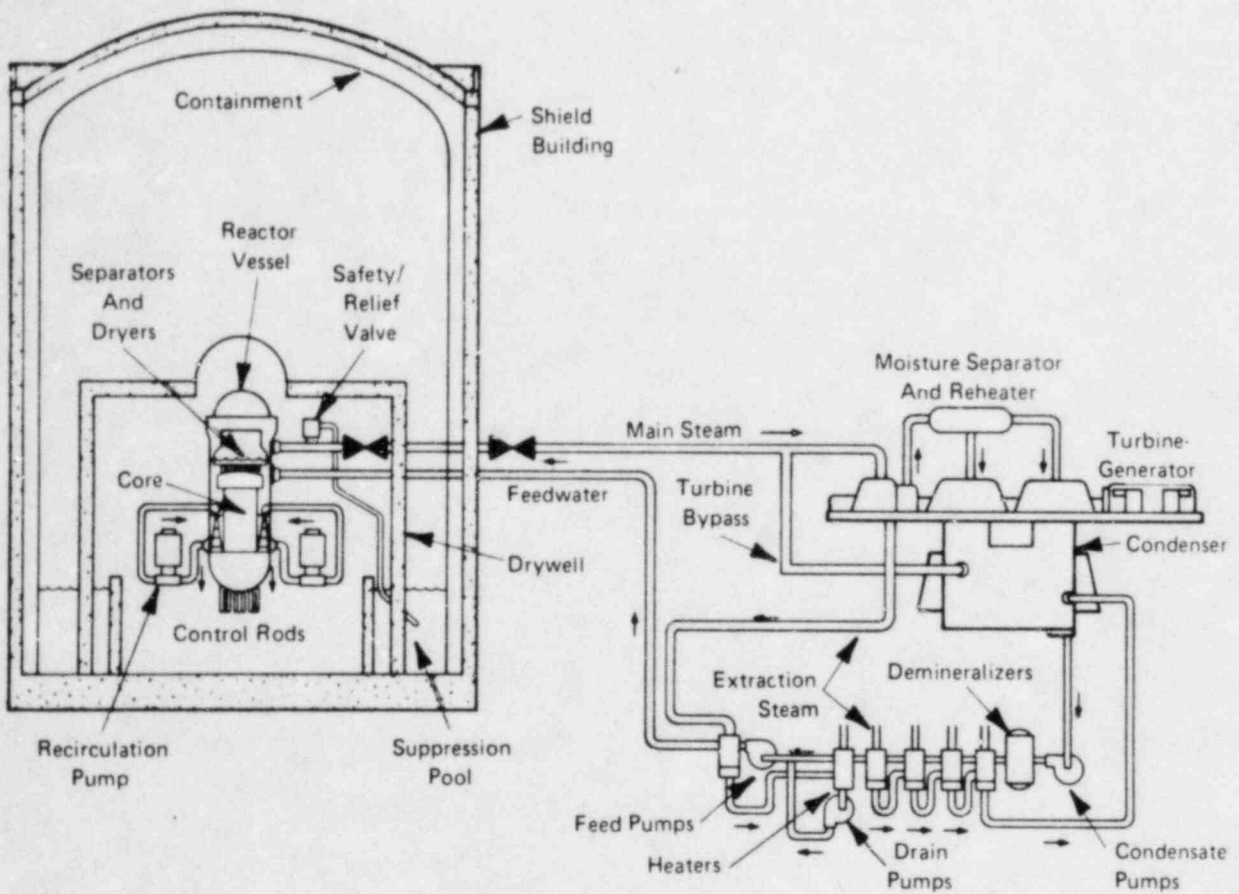 Containment
Shield
Building
Reactor
Vessel
Separators
And
Dryers
Safety/
Relief
Valve
Moisture Separator
And Reheater
Main Steam
Turbine-
Generator
Core
Feedwater
Turbine
Bypass
Condenser
Drywell
Control Rods
Extraction
Steam
Demineralizers
Recirculation
Pump
Suppression
Pool
Feed Pumps
Heaters
Drain
Pumps
Condensate
Pumps